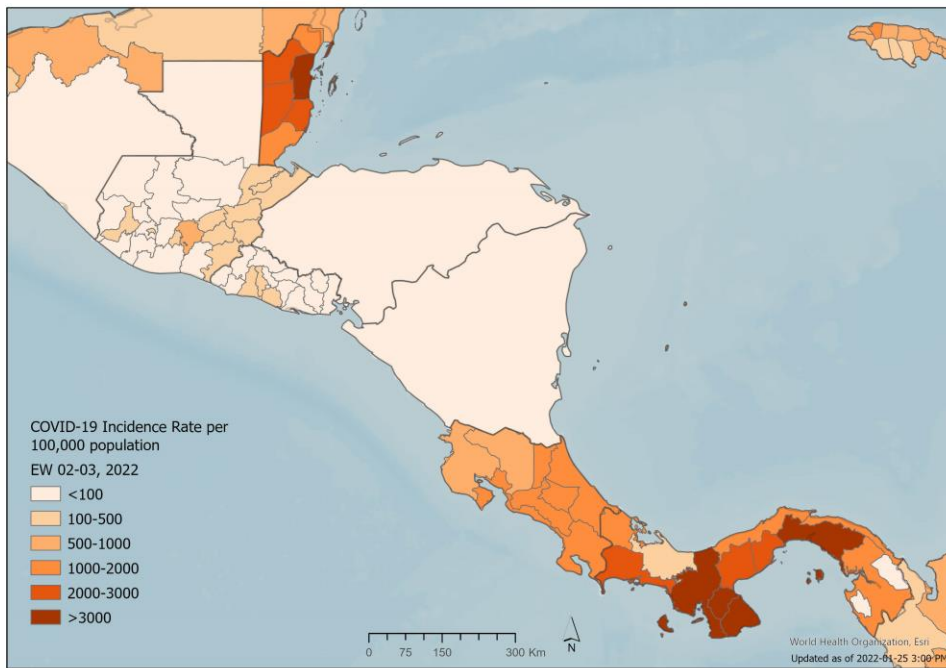 COVID-19 Incidence Rate per
100,000 population
EW 02-03, 2022
<100
100-500
500-1000
1000-2000
2000-3000
>3000
0 75 150 300 Km
N
World Health Organization, Esri
Updated as of 2022-01-25 3:00 PM